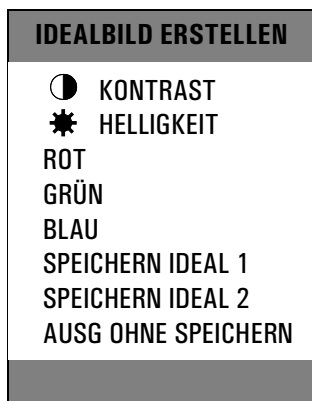 IDEALBILD ERSTELLEN
KONTRAST
HELLIGKEIT
ROT
GRÜN
BLAU
SPEICHERN IDEAL 1
SPEICHERN IDEAL 2
AUSG OHNE SPEICHERN